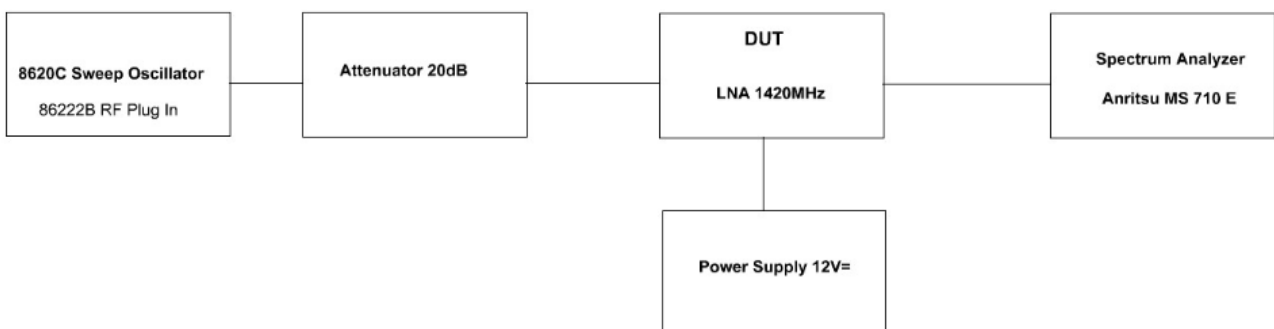 8620C Sweep Oscillator
86222B RF Plug In
Attenuator 20dB
DUT
LNA 1420MHz
Spectrum Analyzer
Anritsu MS 710 E
Power Supply 12V=